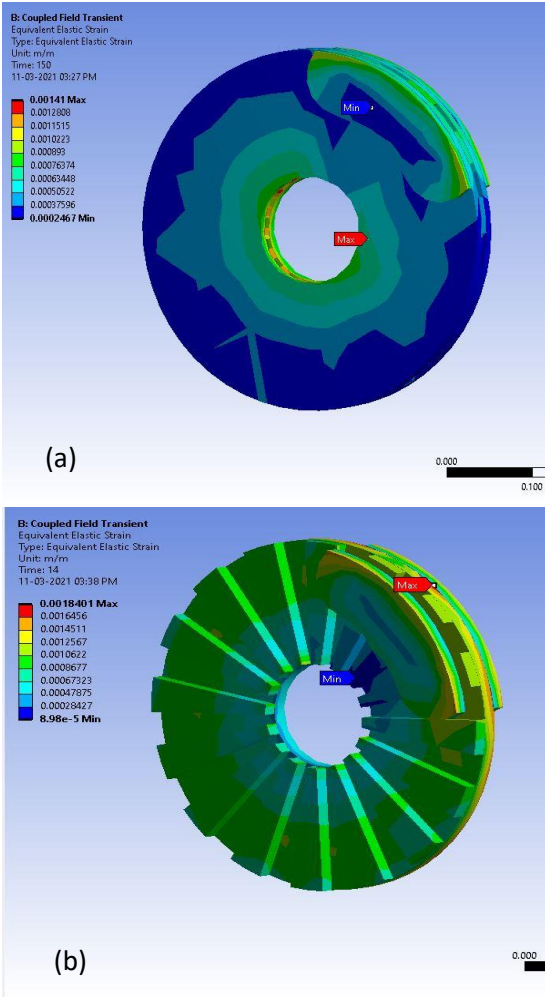 B: Coupled Field Transient
Equivalent Elastic Strain
Type: Equivalent Elastic Strain
Unit: m/m
Time: 150
11-03-2021 03:27 PM
0.00141 Max
0.0012808
0.0011515
0.0010223
0.000893
0.00076374
0.00063448
0.00050522
0.00037596
0.0002467 Min
Min
Max
(a)
0.000
0.100
B: Coupled Field Transient
Equivalent Elastic Strain
Type: Equivalent Elastic Strain
Unit: m/m
Time: 14
11-03-2021 03:38 PM
0.0018401 Max
0.0016456
0.0014511
0.0012567
0.0010622
0.0008677
0.00067323
0.00047875
0.00028427
8.98e-5 Min
Max
Min
(b)
0.000